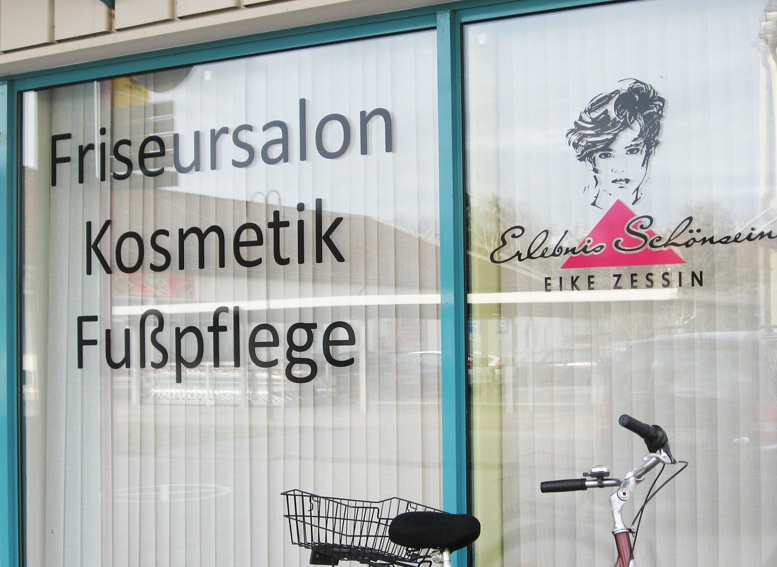 Friseursalon
Kosmetik
Fußpflege
Erlebnis Schönsein
EIKE ZESSIN